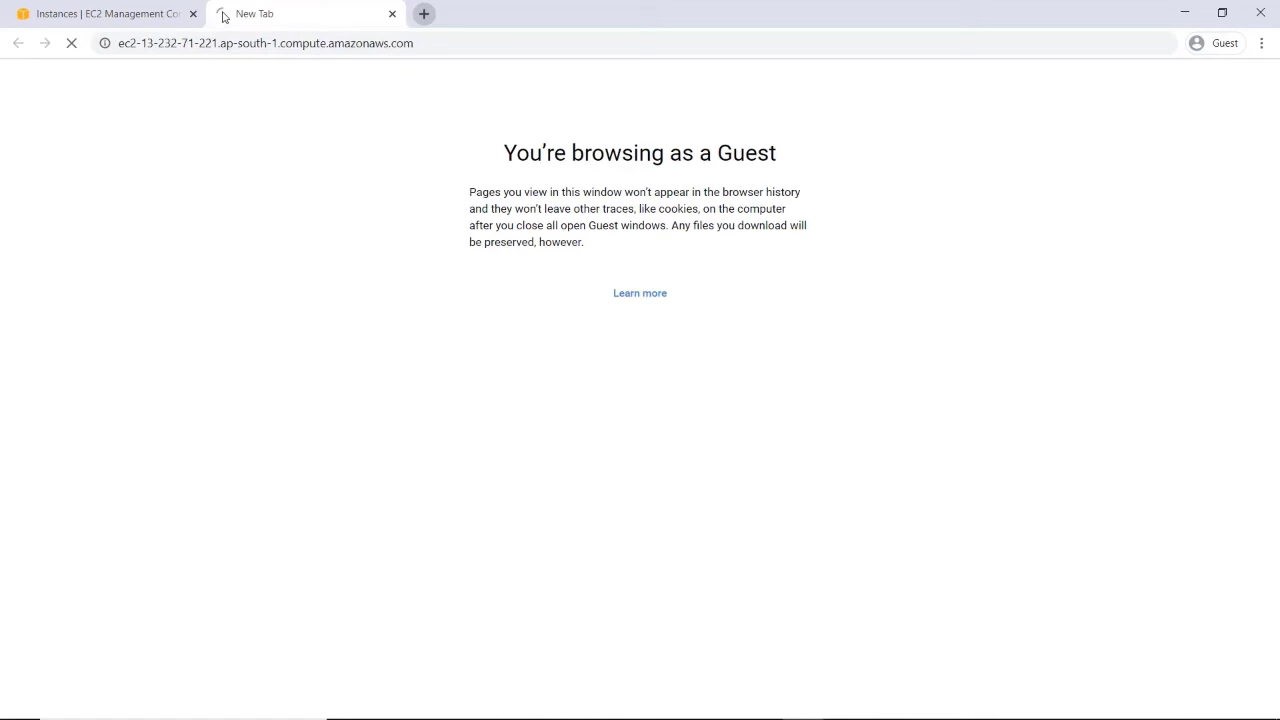 Instances | EC2 Management Co
New Tab
ec2-13-232-71-221.ap-south-1.compute.amazonaws.com
Guest
You’re browsing as a Guest
Pages you view in this window won’t appear in the browser history
and they won’t leave other traces, like cookies, on the computer
after you close all open Guest windows. Any files you download will
be preserved, however.
Learn more